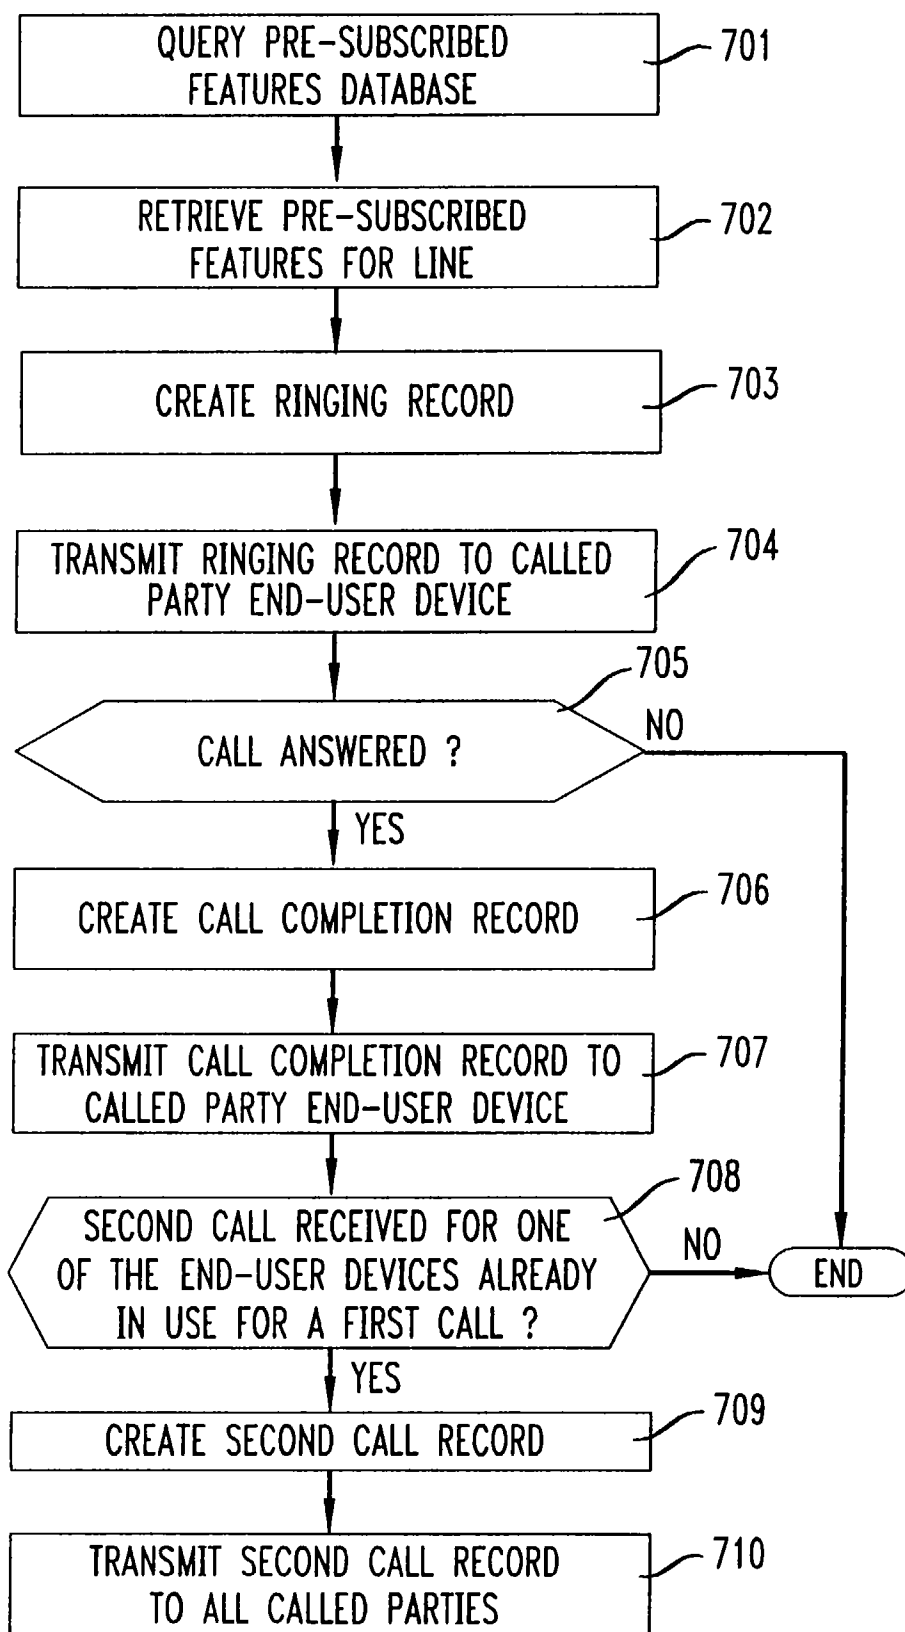 QUERY PRE-SUBSCRIBED
FEATURES DATABASE
701
RETRIEVE PRE-SUBSCRIBED
FEATURES FOR LINE
702
CREATE RINGING RECORD
703
TRANSMIT RINGING RECORD TO CALLED
PARTY END-USER DEVICE
704
705
CALL ANSWERED ?
NO
YES
CREATE CALL COMPLETION RECORD
706
TRANSMIT CALL COMPLETION RECORD TO
CALLED PARTY END-USER DEVICE
707
708
SECOND CALL RECEIVED FOR ONE
OF THE END-USER DEVICES ALREADY
IN USE FOR A FIRST CALL ?
NO
END
YES
CREATE SECOND CALL RECORD
709
TRANSMIT SECOND CALL RECORD
TO ALL CALLED PARTIES
710